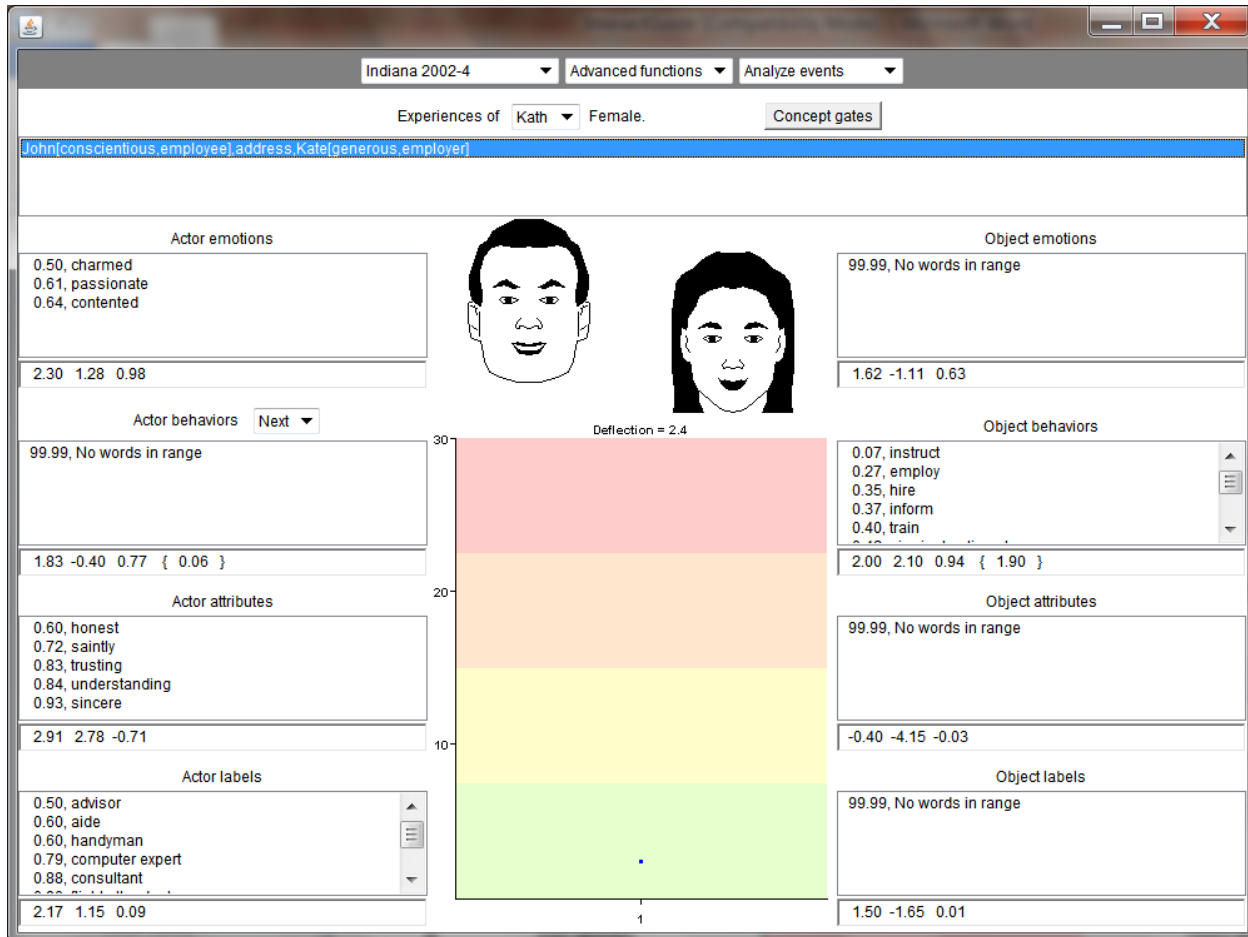 Indiana 2002-4 Advanced functions Analyze events
Experiences of Kath Female. Concept gates
John[conscientious,employee],address,Kate[generous,employer]
Actor emotions
0.50, charmed
0.61, passionate
0.64, contented
2.30 1.28 0.98
Actor behaviors Next
99.99, No words in range
1.83 -0.40 0.77 { 0.06 }
Actor attributes
0.60, honest
0.72, saintly
0.83, trusting
0.84, understanding
0.93, sincere
2.91 2.78 -0.71
Actor labels
0.50, advisor
0.60, aide
0.60, handyman
0.79, computer expert
0.88, consultant
2.17 1.15 0.09
Deflection = 2.4
30
20
10
1
Object emotions
99.99, No words in range
1.62 -1.11 0.63
Object behaviors
0.07, instruct
0.27, employ
0.35, hire
0.37, inform
0.40, train
2.00 2.10 0.94 { 1.90 }
Object attributes
99.99, No words in range
-0.40 -4.15 -0.03
Object labels
99.99, No words in range
1.50 -1.65 0.01